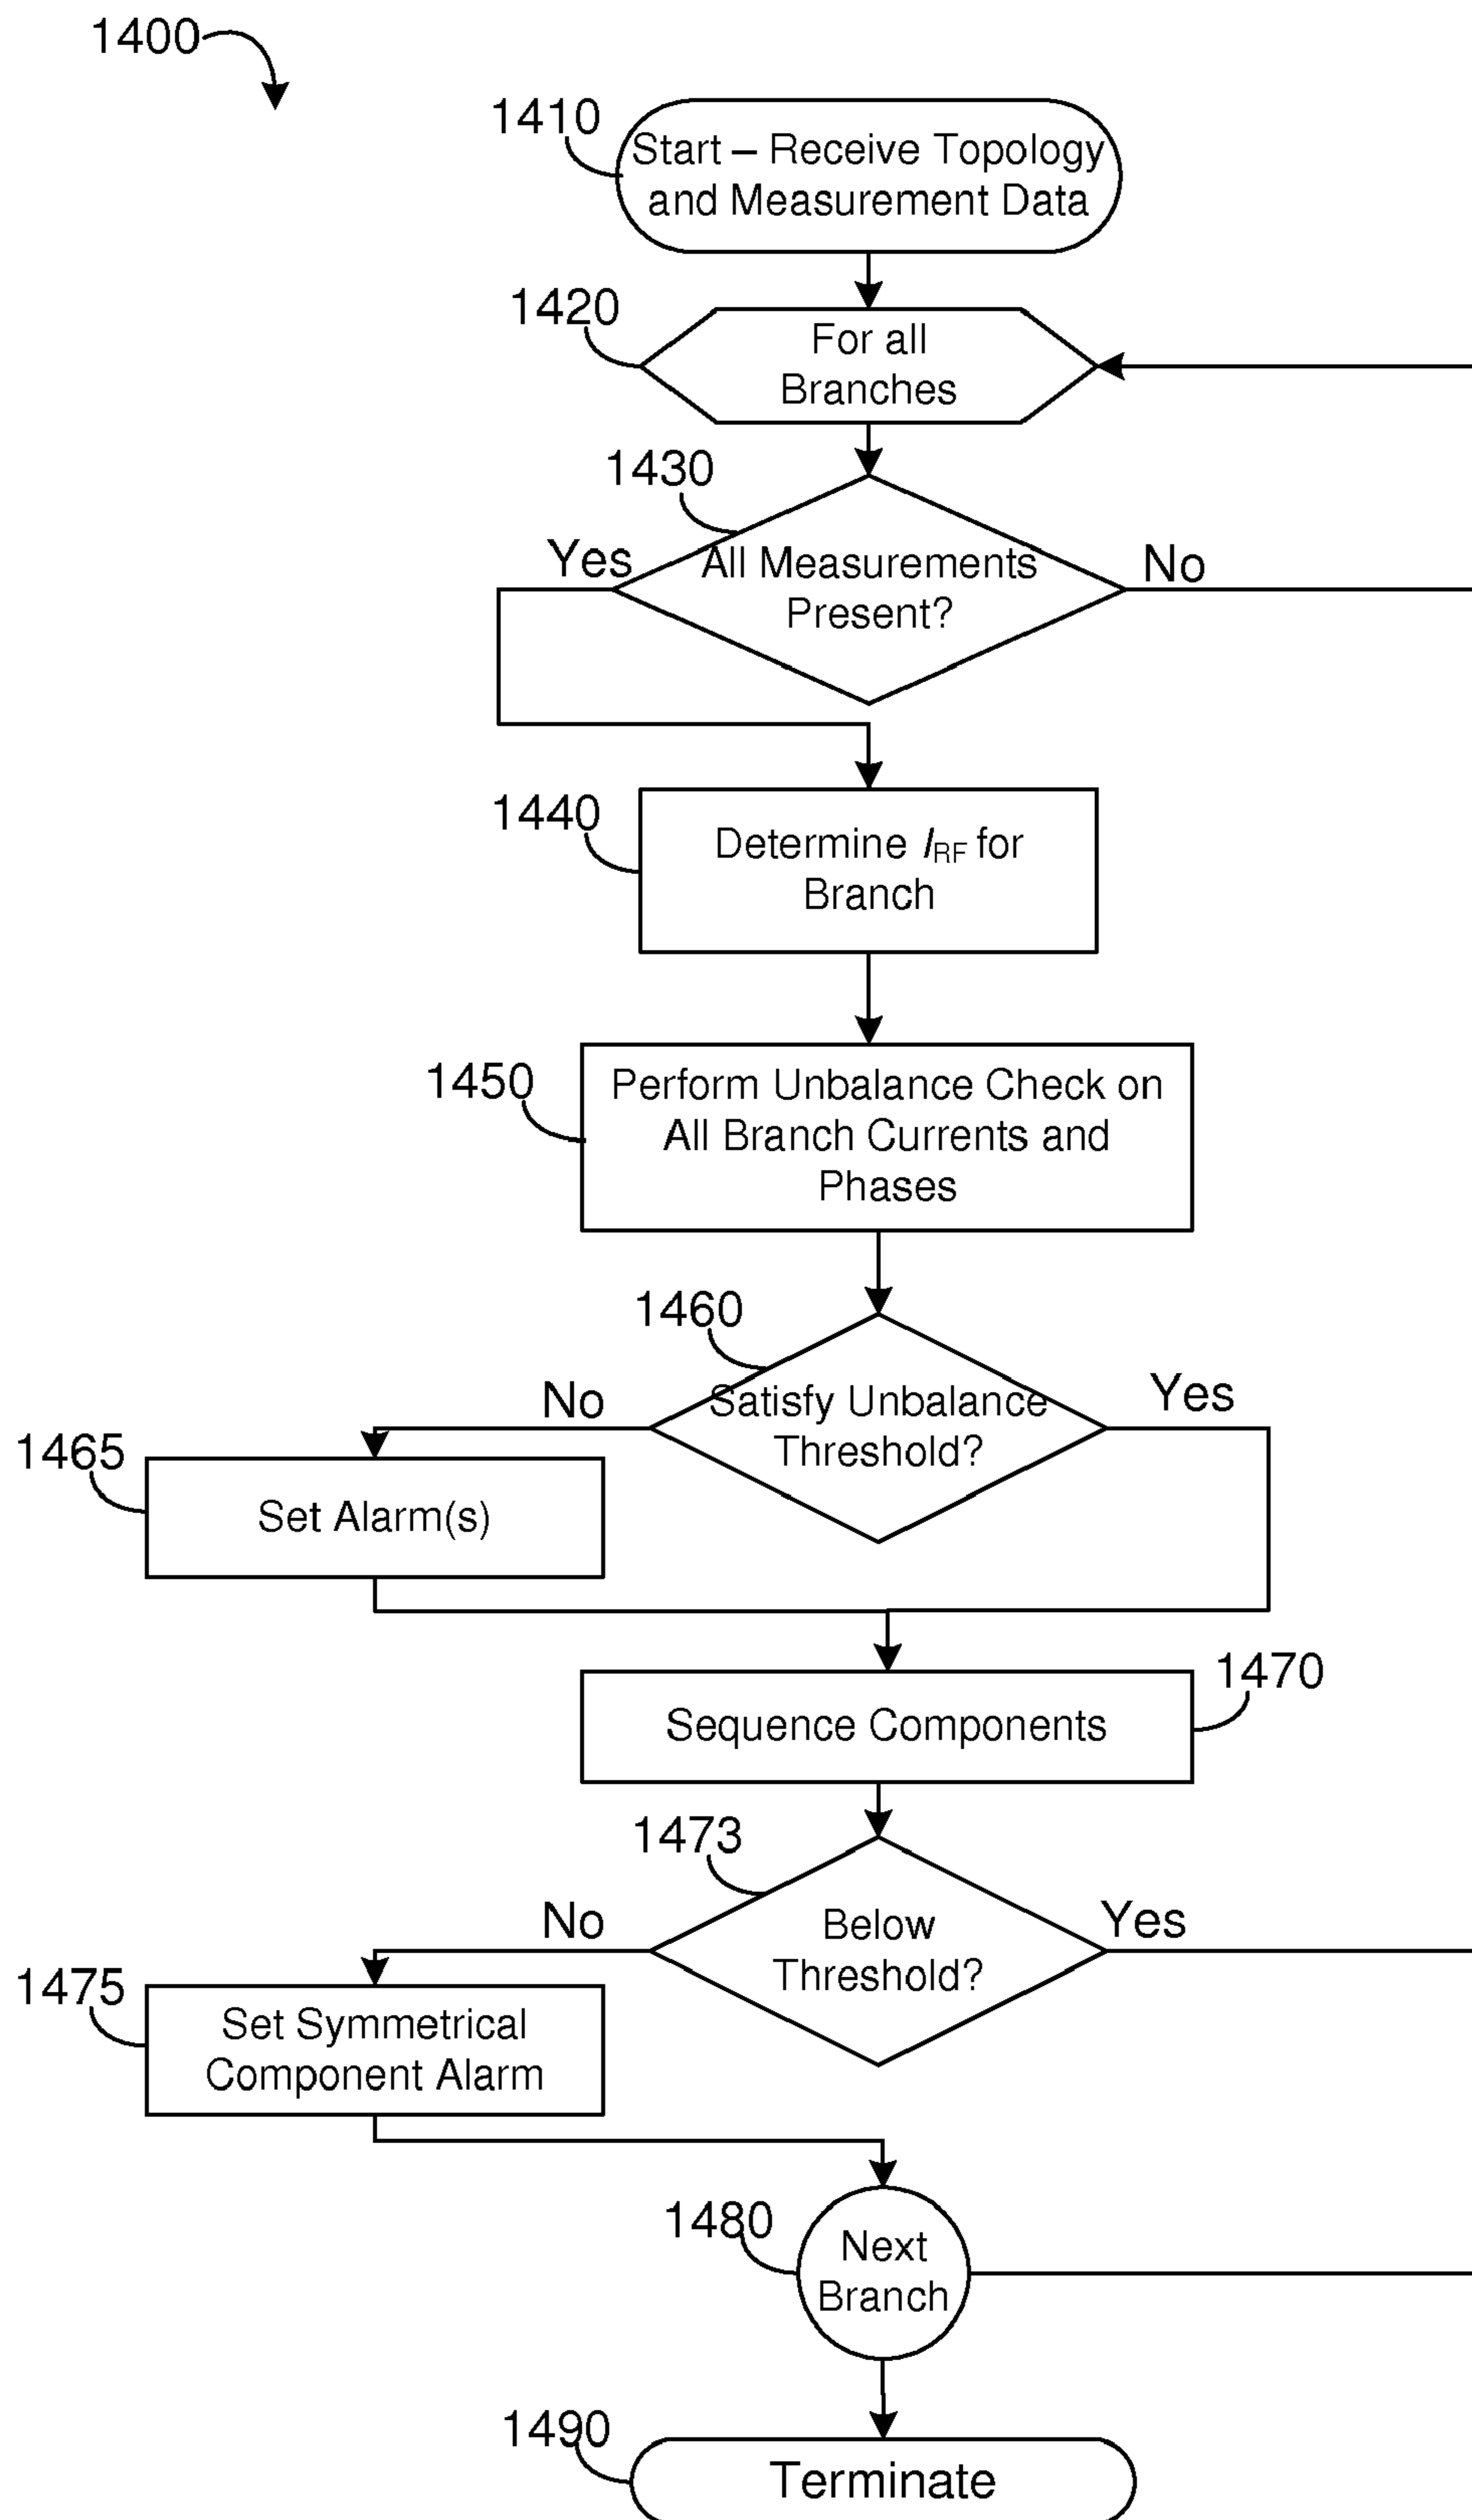 1400
1410
Start – Receive Topology
and Measurement Data
1420
For all
Branches
1430
Yes
All Measurements
Present?
No
1440
Determine IRF for
Branch
1450
Perform Unbalance Check on
All Branch Currents and
Phases
1460
No
Satisfy Unbalance
Threshold?
Yes
1465
Set Alarm(s)
1470
Sequence Components
1473
No
Below
Threshold?
Yes
1475
Set Symmetrical
Component Alarm
1480
Next
Branch
1490
Terminate